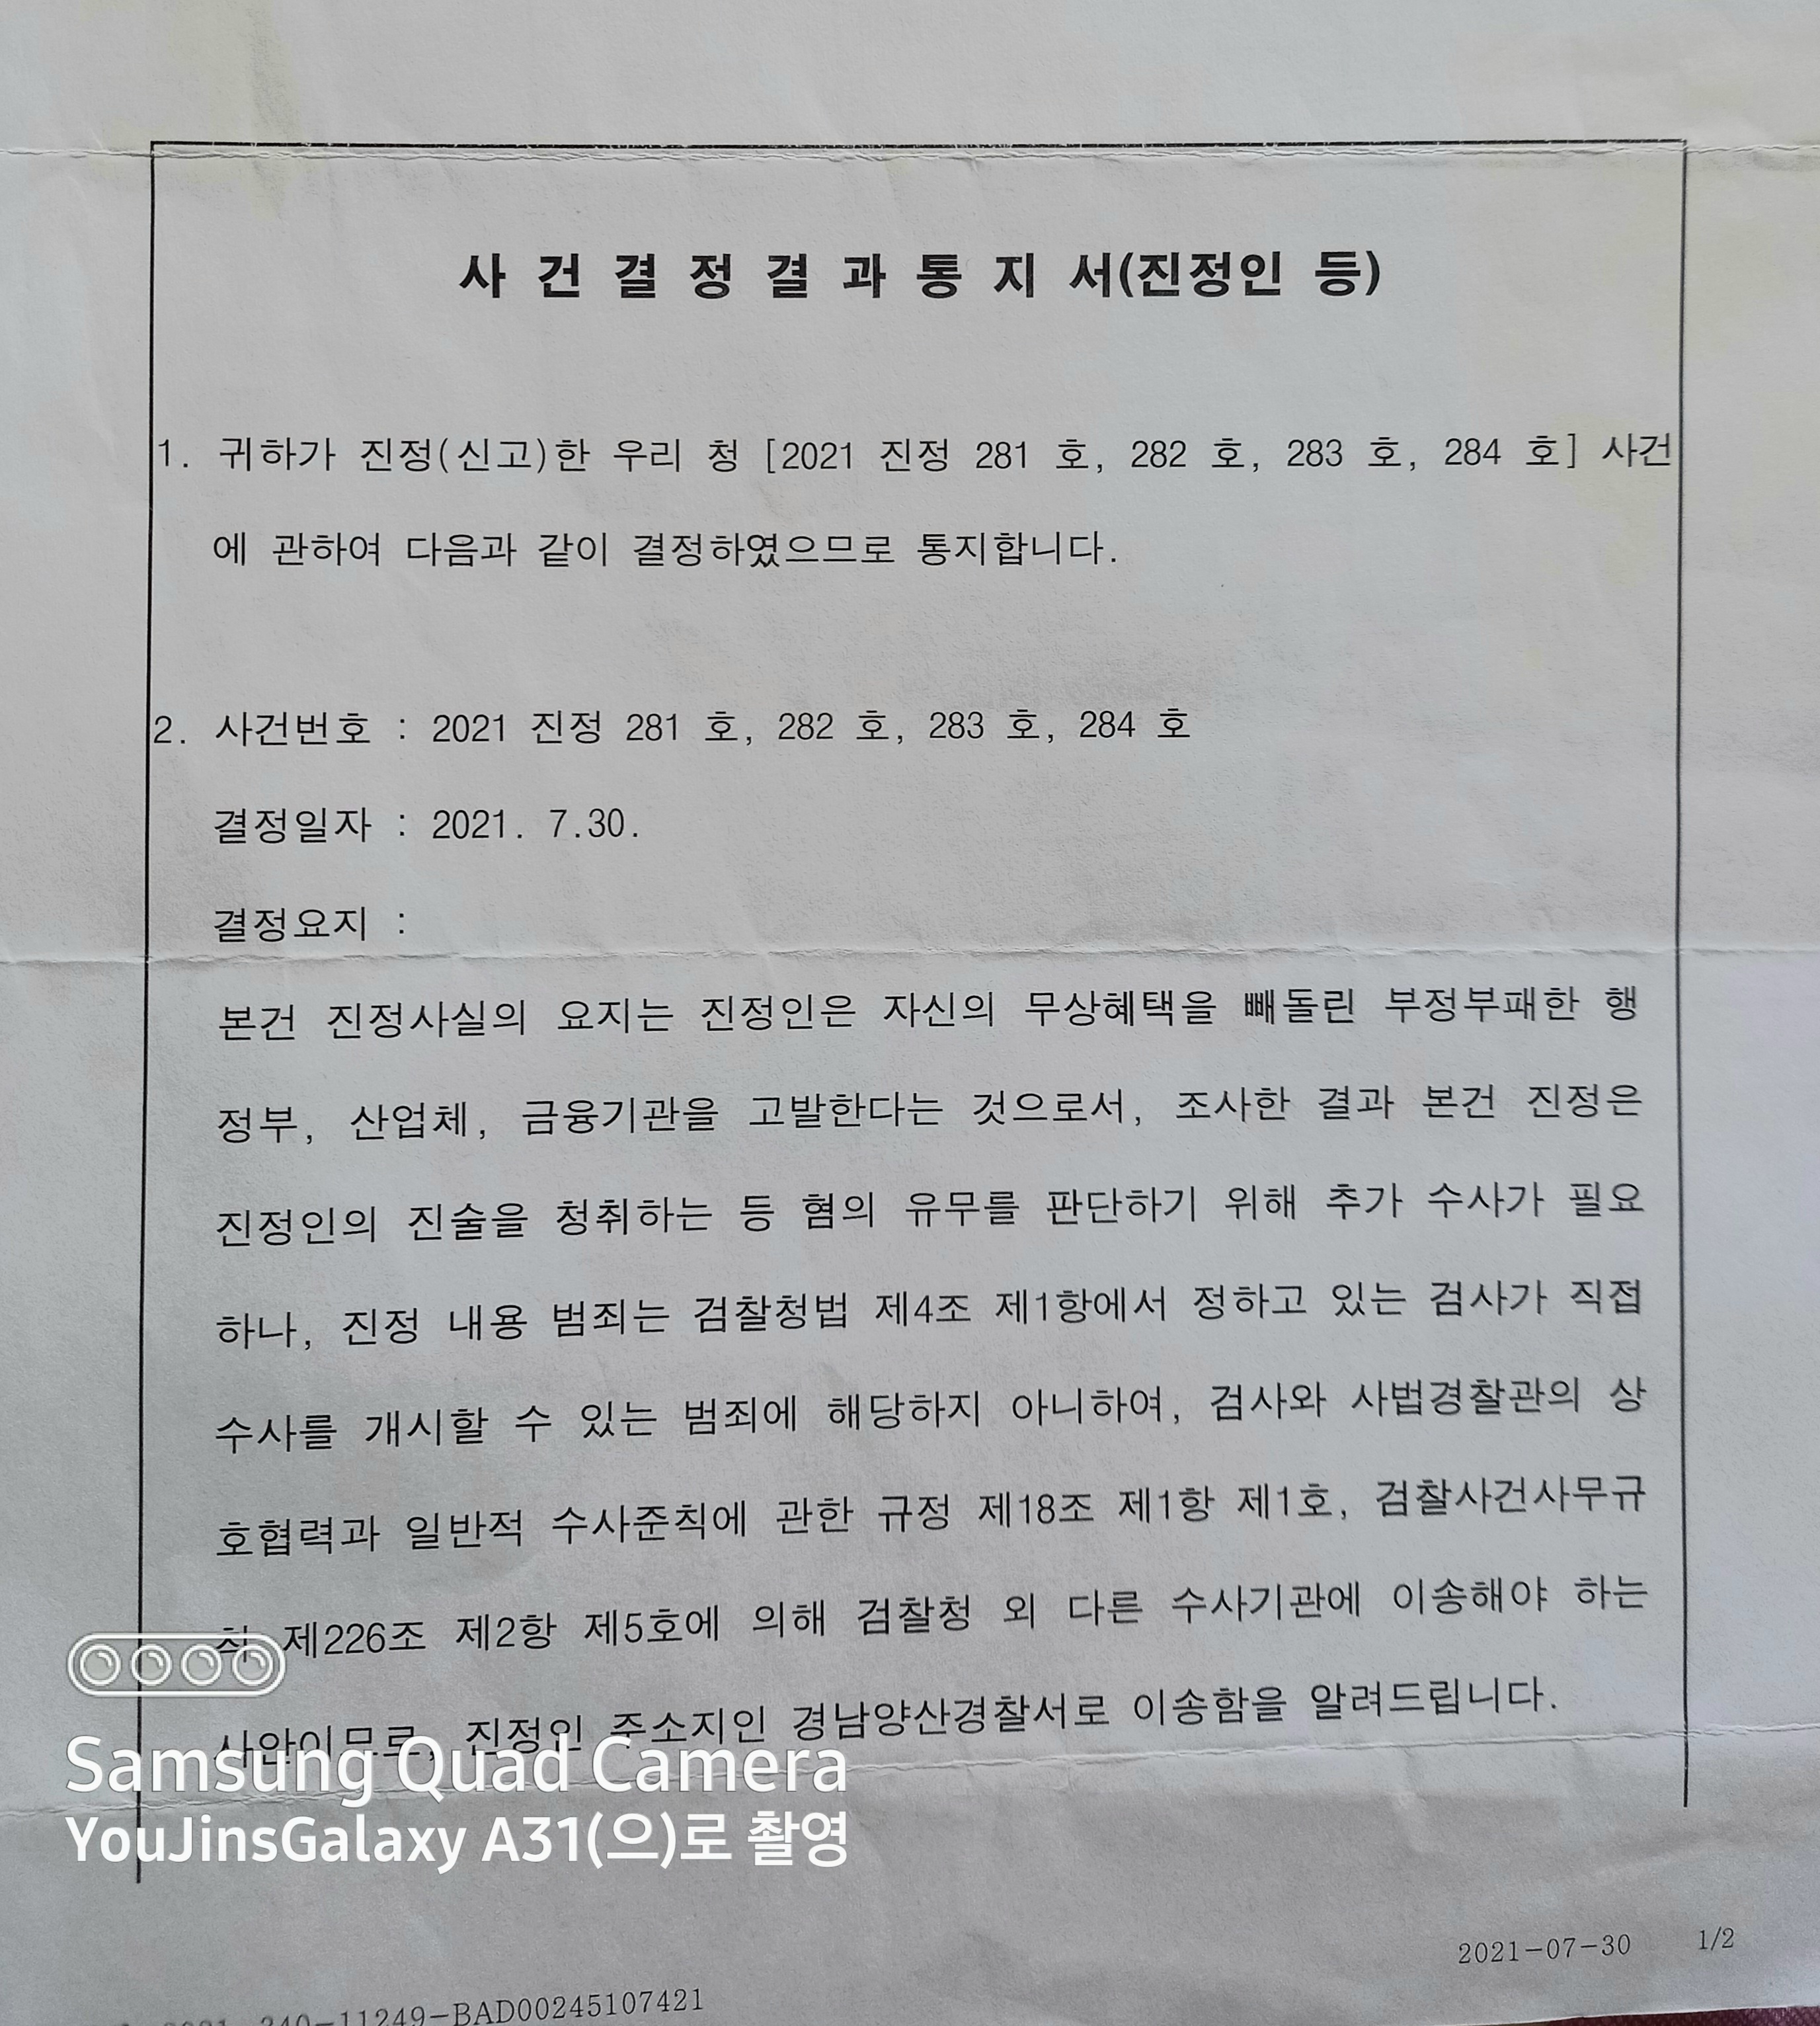 사 건 결 정 결 과 통 지 서(진정인 등)
1. 귀하가 진정(신고)한 우리 청 [2021 진정 281 호, 282 호, 283 호, 284 호] 사건
에 관하여 다음과 같이 결정하였으므로 통지합니다.
2. 사건번호 : 2021 진정 281 호, 282 호, 283 호, 284 호
결정일자 : 2021. 7.30.
결정요지 :
본건 진정사실의 요지는 진정인은 자신의 무상혜택을 빼돌린 부정부패한 행
정부, 산업체, 금융기관을 고발한다는 것으로서, 조사한 결과 본건 진정은
진정인의 진술을 청취하는 등 혐의 유무를 판단하기 위해 추가 수사가 필요
하나, 진정 내용 범죄는 검찰청법 제4조 제1항에서 정하고 있는 검사가 직접
수사를 개시할 수 있는 범죄에 해당하지 아니하여, 검사와 사법경찰관의 상
호협력과 일반적 수사준칙에 관한 규정 제18조 제1항 제1호, 검찰사건사무규
칙 제226조 제2항 제5호에 의해 검찰청 외 다른 수사기관에 이송해야 하는
사안이므로, 진정인 주소지인 경남양산경찰서로 이송함을 알려드립니다.
Samsung Quad Camera
YouJinsGalaxy A31(으)로 촬영
2021-07-30 1/2
240-11249-BAD00245107421